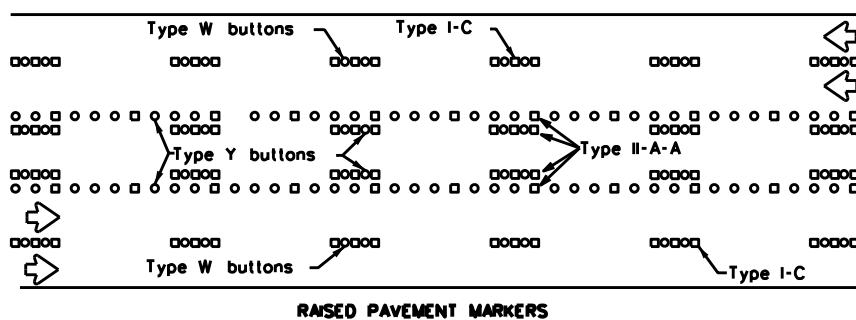 Type W buttons
Type I-C
Type Y buttons
Type II-A-A
Type W buttons
Type I-C
RAISED PAVEMENT MARKERS